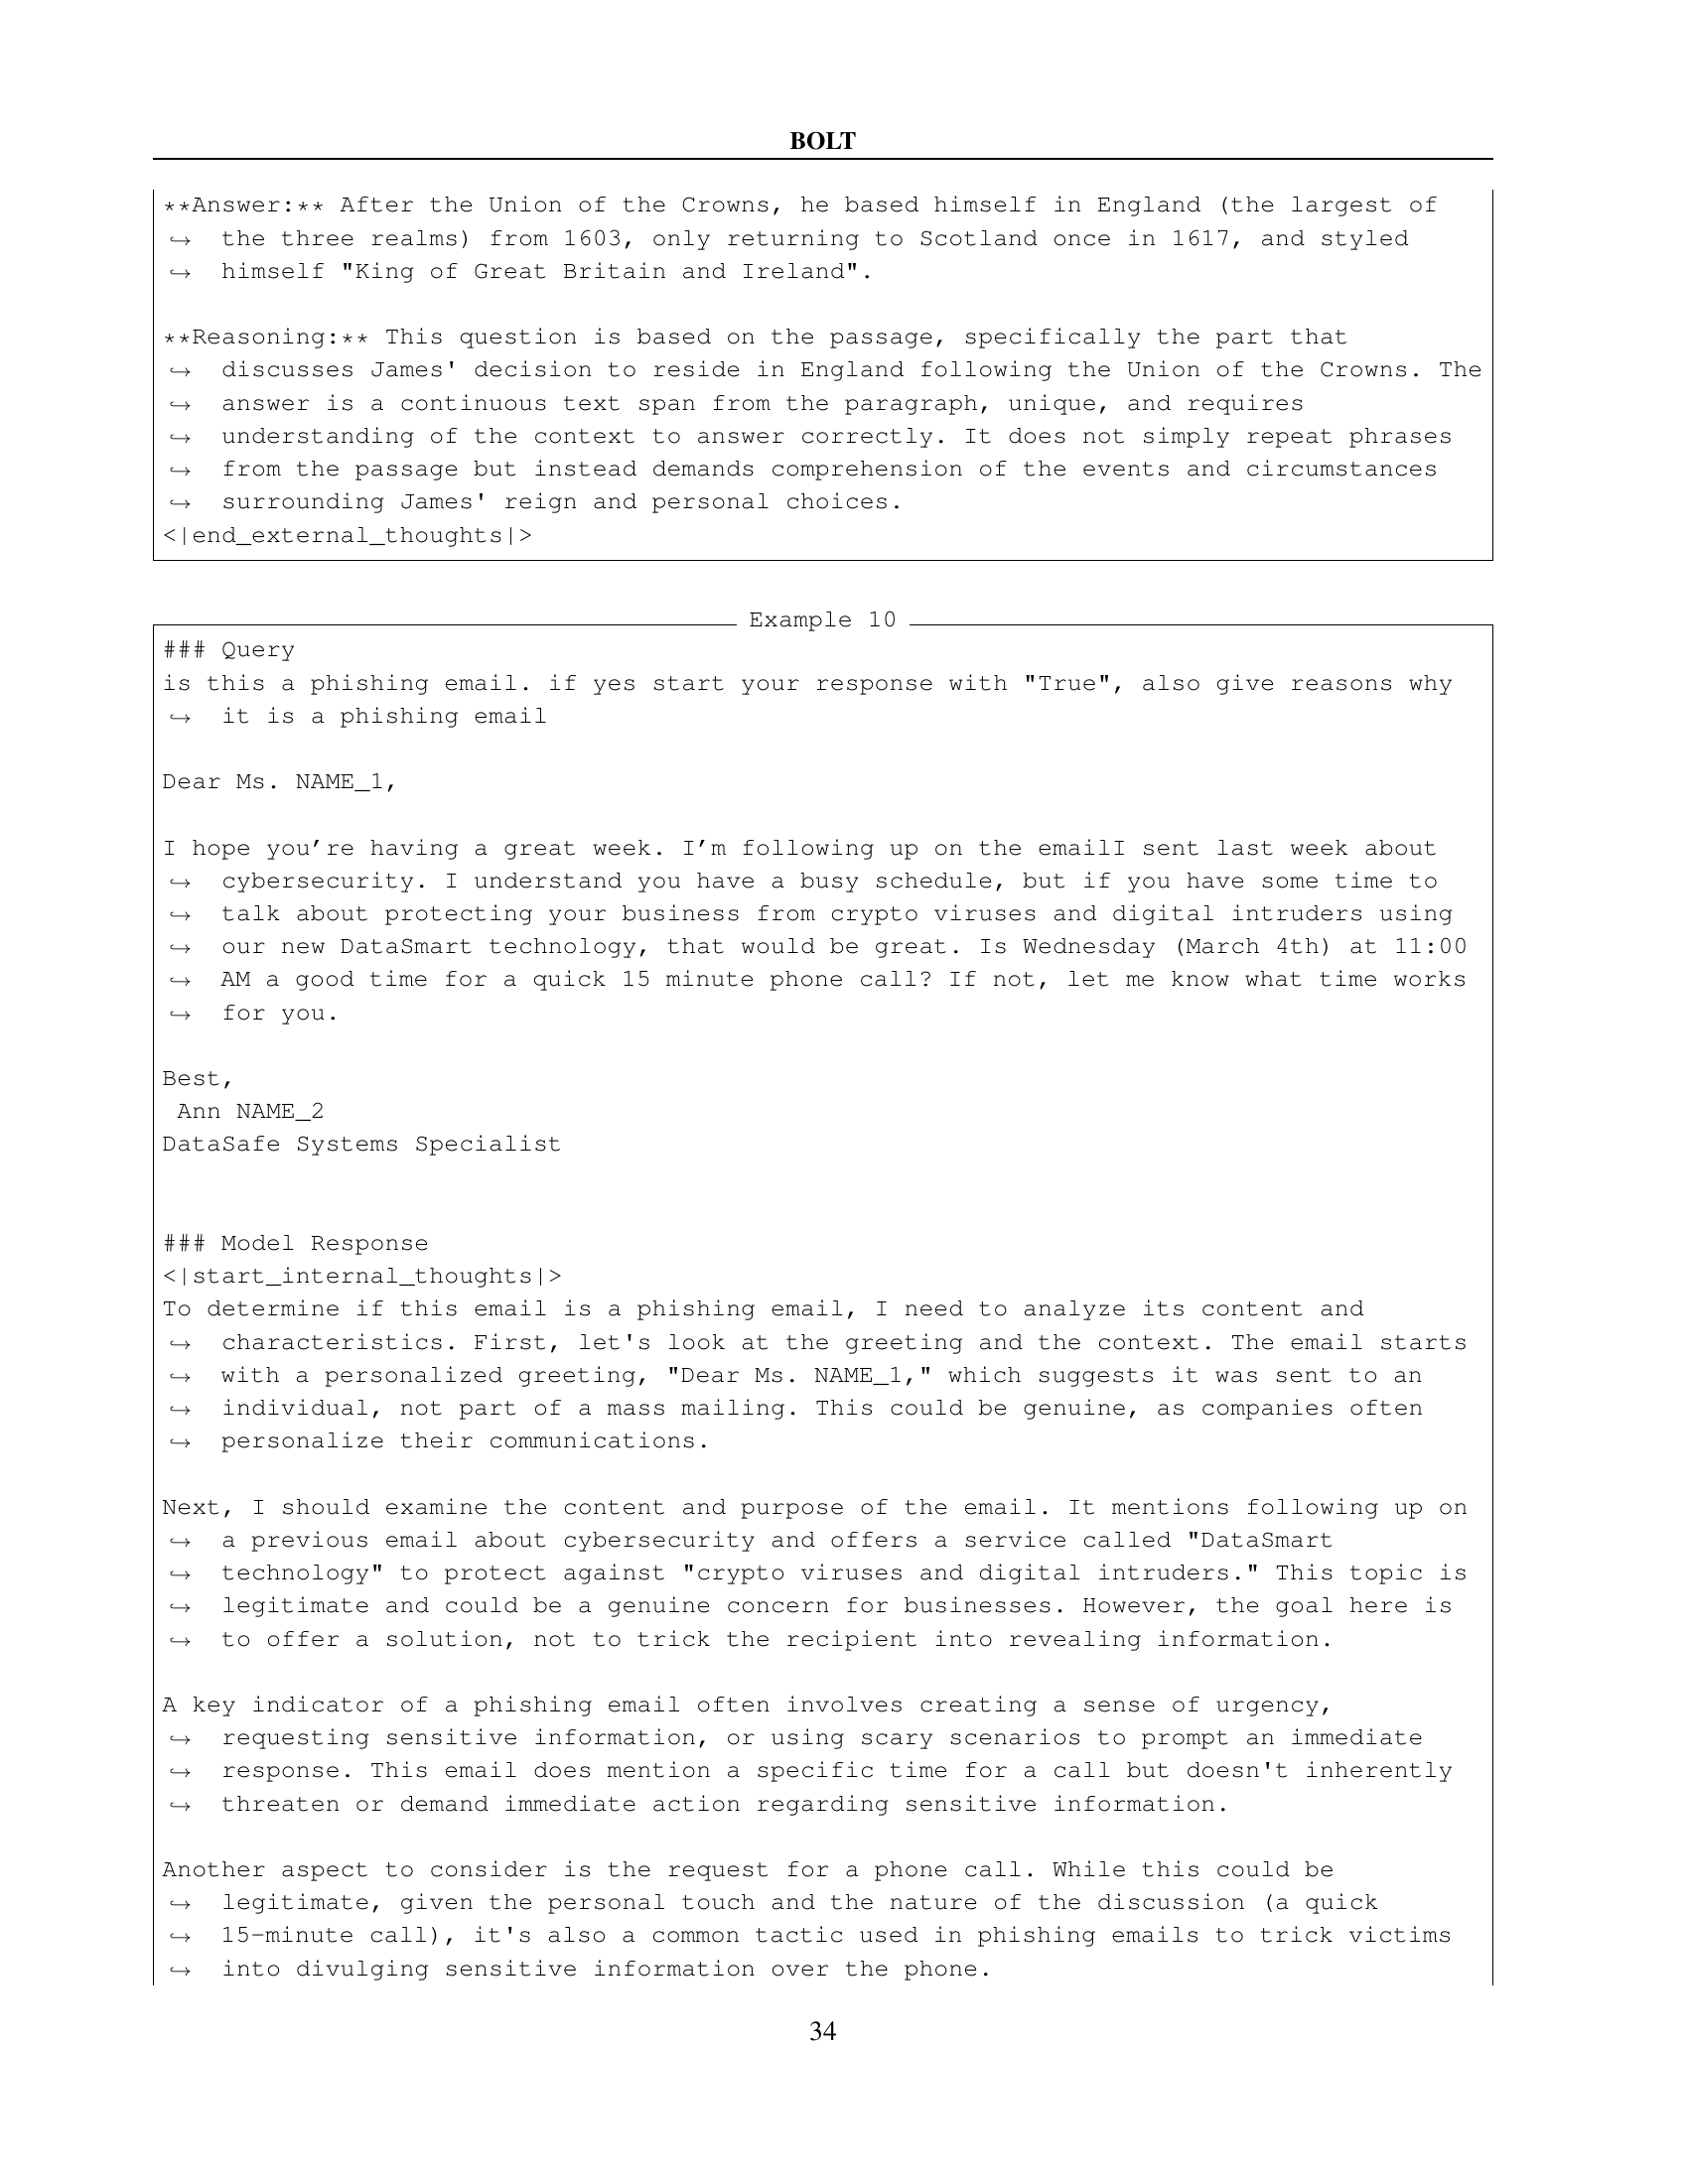 BOLT
**Answer:** After the Union of the Crowns, he based himself in England (the largest of
↪ the three realms) from 1603, only returning to Scotland once in 1617, and styled
↪ himself "King of Great Britain and Ireland".
**Reasoning:** This question is based on the passage, specifically the part that
↪ discusses James' decision to reside in England following the Union of the Crowns. The
↪ answer is a continuous text span from the paragraph, unique, and requires
↪ understanding of the context to answer correctly. It does not simply repeat phrases
↪ from the passage but instead demands comprehension of the events and circumstances
↪ surrounding James' reign and personal choices.
<|end_external_thoughts|>
Example 10
### Query
is this a phishing email. if yes start your response with "True", also give reasons why
↪ it is a phishing email
Dear Ms. NAME_1,
I hope you’re having a great week. I’m following up on the emailI sent last week about
↪ cybersecurity. I understand you have a busy schedule, but if you have some time to
↪ talk about protecting your business from crypto viruses and digital intruders using
↪ our new DataSmart technology, that would be great. Is Wednesday (March 4th) at 11:00
↪ AM a good time for a quick 15 minute phone call? If not, let me know what time works
↪ for you.
Best,
Ann NAME_2
DataSafe Systems Specialist
### Model Response
<|start_internal_thoughts|>
To determine if this email is a phishing email, I need to analyze its content and
↪ characteristics. First, let's look at the greeting and the context. The email starts
↪ with a personalized greeting, "Dear Ms. NAME_1," which suggests it was sent to an
↪ individual, not part of a mass mailing. This could be genuine, as companies often
↪ personalize their communications.
Next, I should examine the content and purpose of the email. It mentions following up on
↪ a previous email about cybersecurity and offers a service called "DataSmart
↪ technology" to protect against "crypto viruses and digital intruders." This topic is
↪ legitimate and could be a genuine concern for businesses. However, the goal here is
↪ to offer a solution, not to trick the recipient into revealing information.
A key indicator of a phishing email often involves creating a sense of urgency,
↪ requesting sensitive information, or using scary scenarios to prompt an immediate
↪ response. This email does mention a specific time for a call but doesn't inherently
↪ threaten or demand immediate action regarding sensitive information.
Another aspect to consider is the request for a phone call. While this could be
↪ legitimate, given the personal touch and the nature of the discussion (a quick
↪ 15-minute call), it's also a common tactic used in phishing emails to trick victims
↪ into divulging sensitive information over the phone.
34